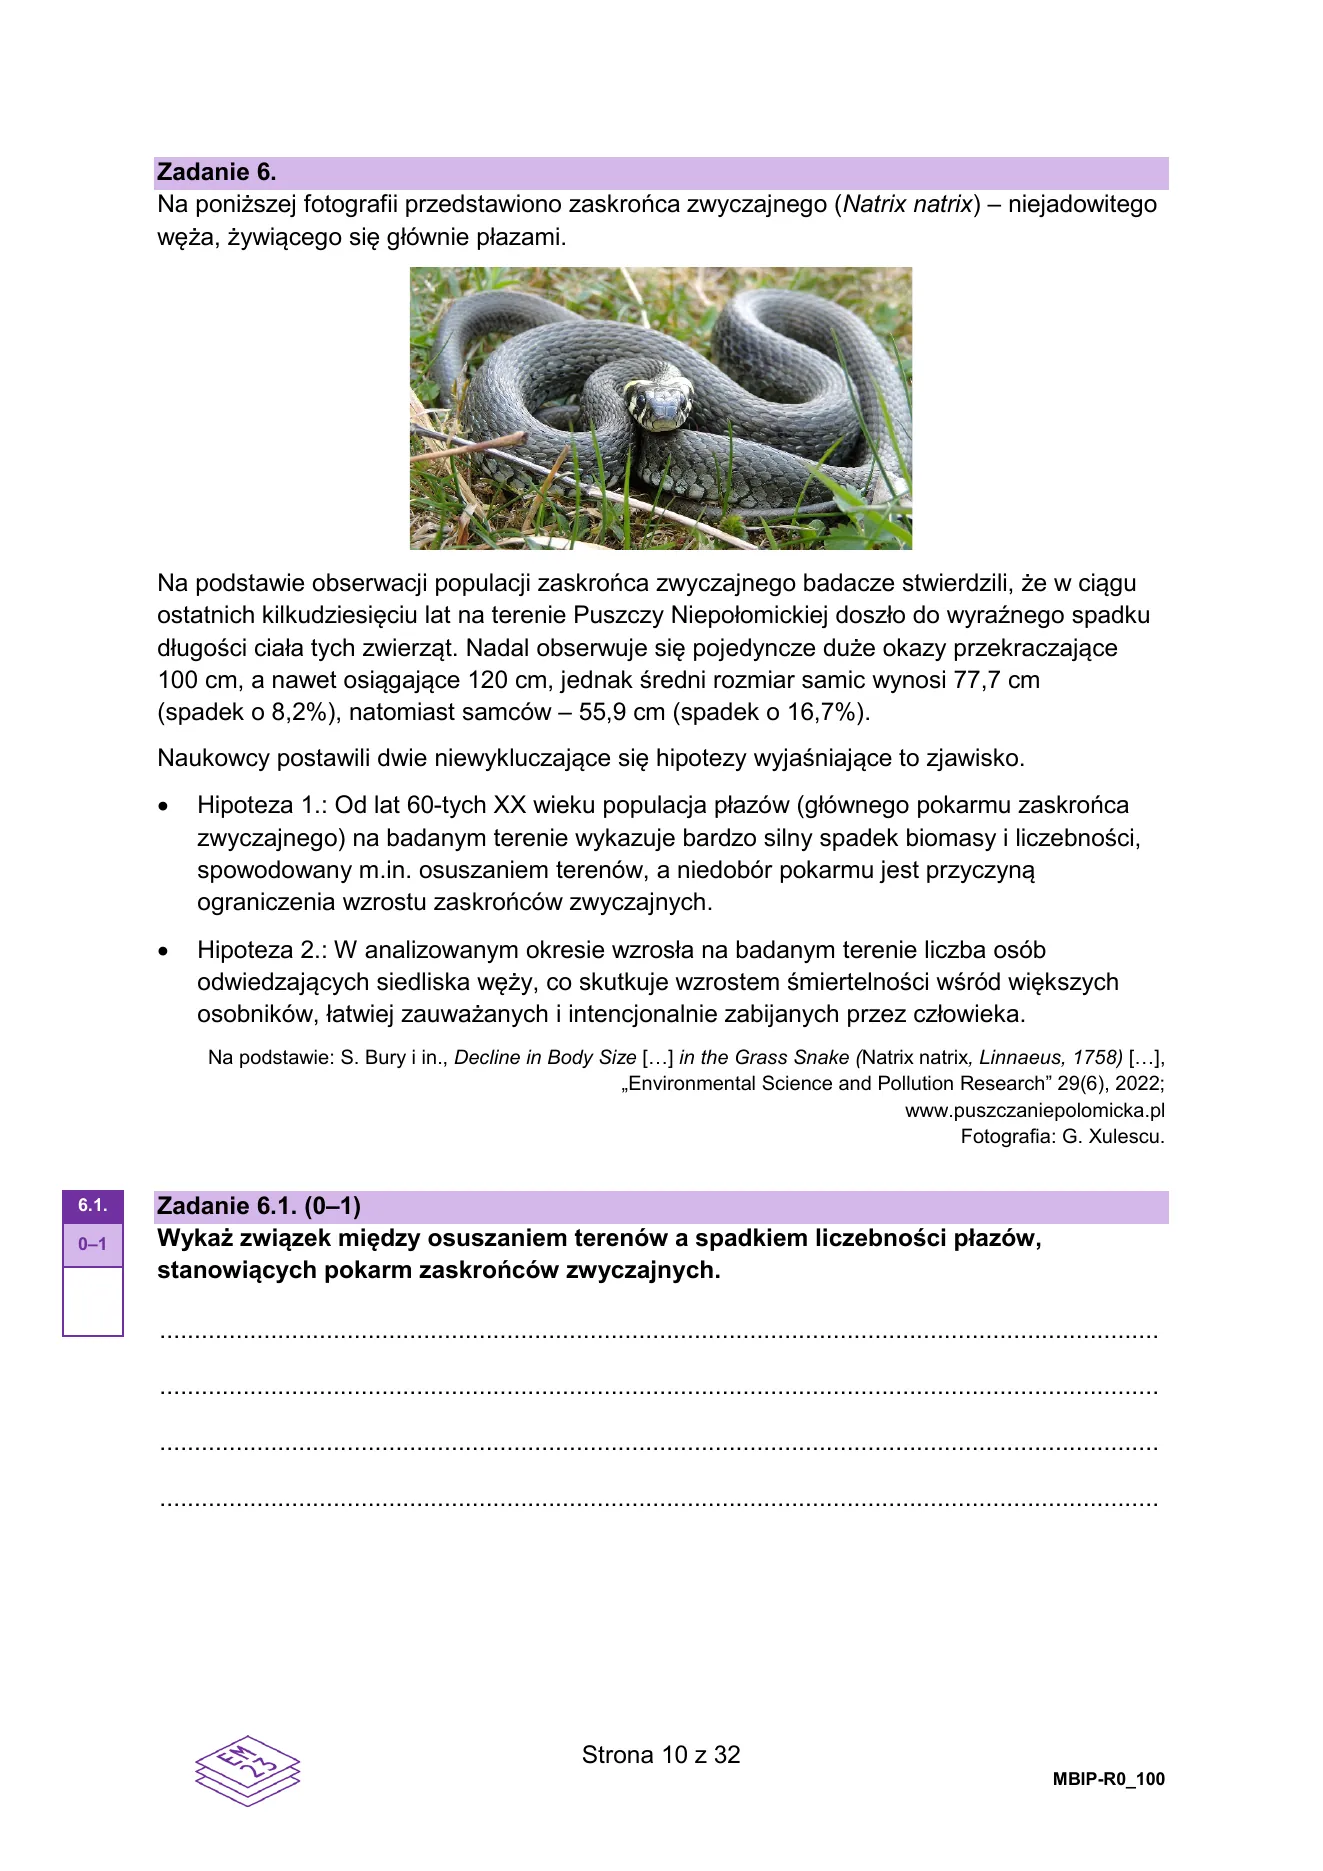 Zadanie 6.
Na poniższej fotografii przedstawiono zaskrońca zwyczajnego (Natrix natrix) – niejadowitego
węża, żywiącego się głównie płazami.
Na podstawie obserwacji populacji zaskrońca zwyczajnego badacze stwierdzili, że w ciągu
ostatnich kilkudziesięciu lat na terenie Puszczy Niepołomickiej doszło do wyraźnego spadku
długości ciała tych zwierząt. Nadal obserwuje się pojedyncze duże okazy przekraczające
100 cm, a nawet osiągające 120 cm, jednak średni rozmiar samic wynosi 77,7 cm
(spadek o 8,2%), natomiast samców – 55,9 cm (spadek o 16,7%).
Naukowcy postawili dwie niewykluczające się hipotezy wyjaśniające to zjawisko.
• Hipoteza 1.: Od lat 60-tych XX wieku populacja płazów (głównego pokarmu zaskrońca
zwyczajnego) na badanym terenie wykazuje bardzo silny spadek biomasy i liczebności,
spowodowany m.in. osuszaniem terenów, a niedobór pokarmu jest przyczyną
ograniczenia wzrostu zaskrońców zwyczajnych.
• Hipoteza 2.: W analizowanym okresie wzrosła na badanym terenie liczba osób
odwiedzających siedliska węży, co skutkuje wzrostem śmiertelności wśród większych
osobników, łatwiej zauważanych i intencjonalnie zabijanych przez człowieka.
Na podstawie: S. Bury i in., Decline in Body Size […] in the Grass Snake (Natrix natrix, Linnaeus, 1758) […],
„Environmental Science and Pollution Research” 29(6), 2022;
www.puszczaniepolomicka.pl
Fotografia: G. Xulescu.
6.1.
0–1
Zadanie 6.1. (0–1)
Wykaż związek między osuszaniem terenów a spadkiem liczebności płazów,
stanowiących pokarm zaskrońców zwyczajnych.
EM
23
Strona 10 z 32
MBIP-R0_100